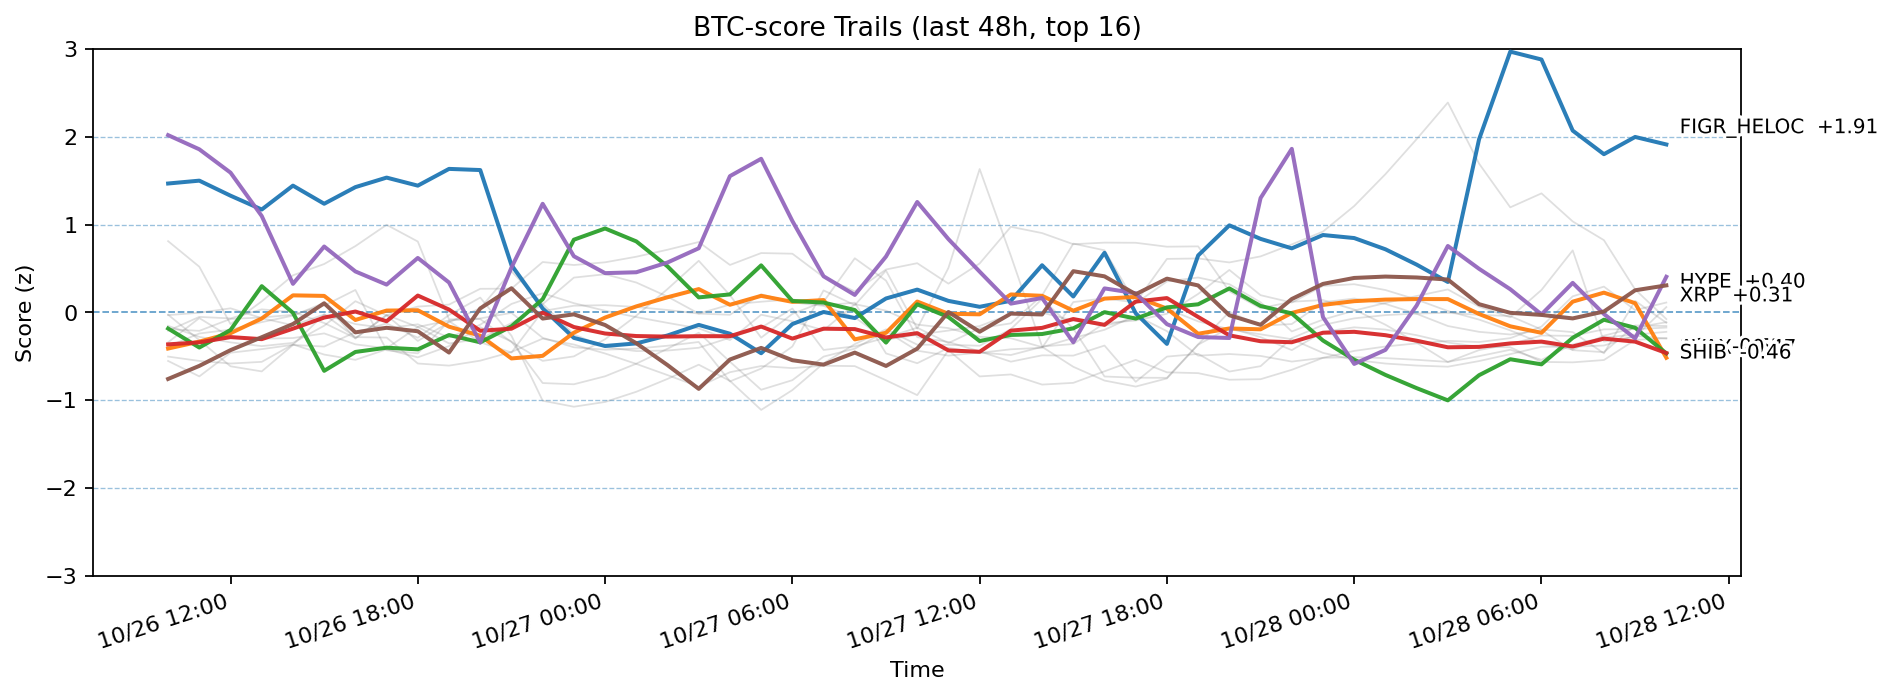 BTC-score Trails (last 48h, top 16)
Score (z)
3
2
1
0
−1
−2
−3
FIGR_HELOC +1.91
HYPE +0.40
XRP +0.31
SHIB -0.46
10/26 12:00
10/26 18:00
10/27 00:00
10/27 06:00
10/27 12:00
10/27 18:00
10/28 00:00
10/28 06:00
10/28 12:00
Time